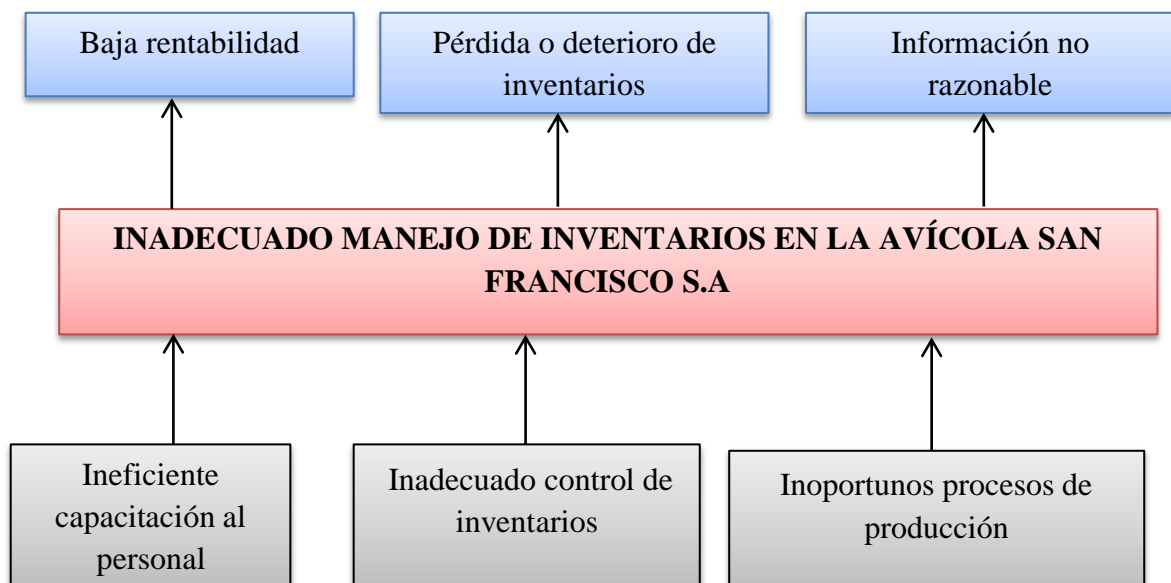 Baja rentabilidad
Pérdida o deterioro de
inventarios
Información no
razonable
INADECUADO MANEJO DE INVENTARIOS EN LA AVÍCOLA SAN
FRANCISCO S.A
Ineficiente
capacitación al
personal
Inadecuado control de
inventarios
Inoportunos procesos de
producción